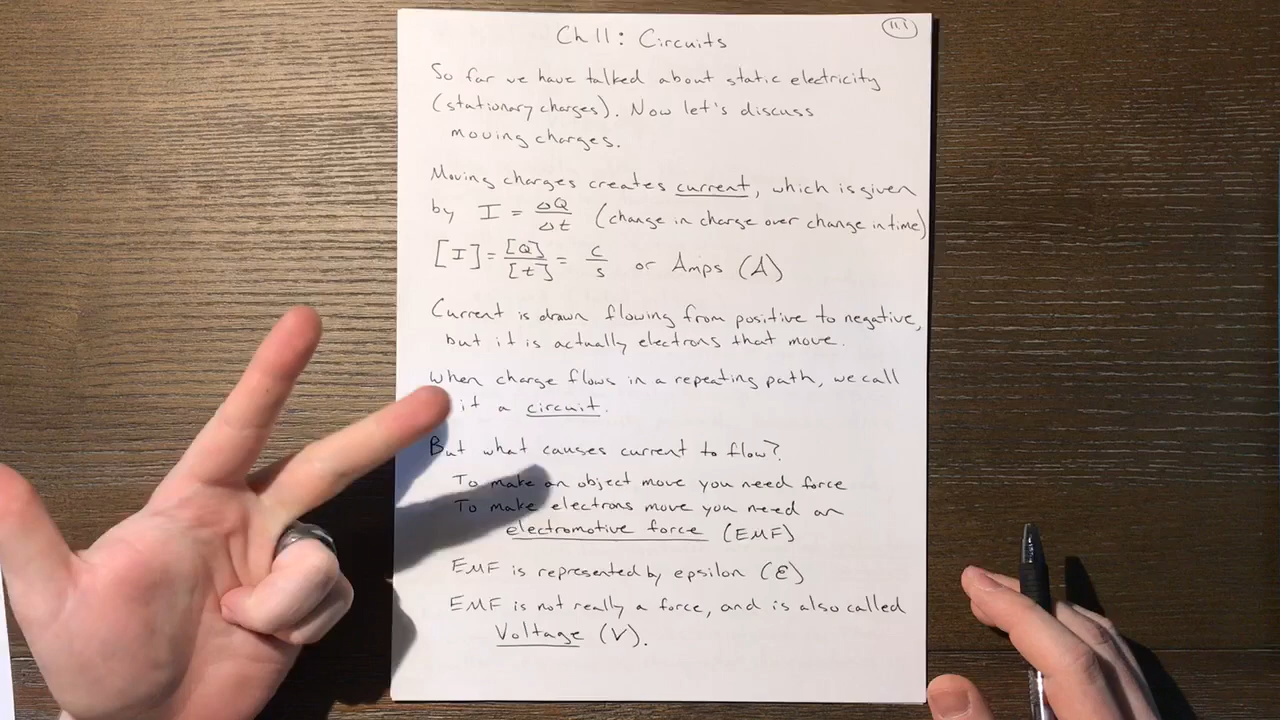 11.1
Ch 11: Circuits
So far we have talked about static electricity
(stationary charges). Now let's discuss
moving charges.
Moving charges creates current, which is given
by I = ΔQ/Δt (change in charge over change in time)
[I] = [Q]/[t] = C/s or Amps (A)
Current is drawn flowing from positive to negative,
but it is actually electrons that move.
When charge flows in a repeating path, we call
it a circuit.
But what causes current to flow?
To make an object move you need force
To make electrons move you need an
electromotive force (EMF)
EMF is represented by epsilon (ε)
EMF is not really a force, and is also called
Voltage (V).